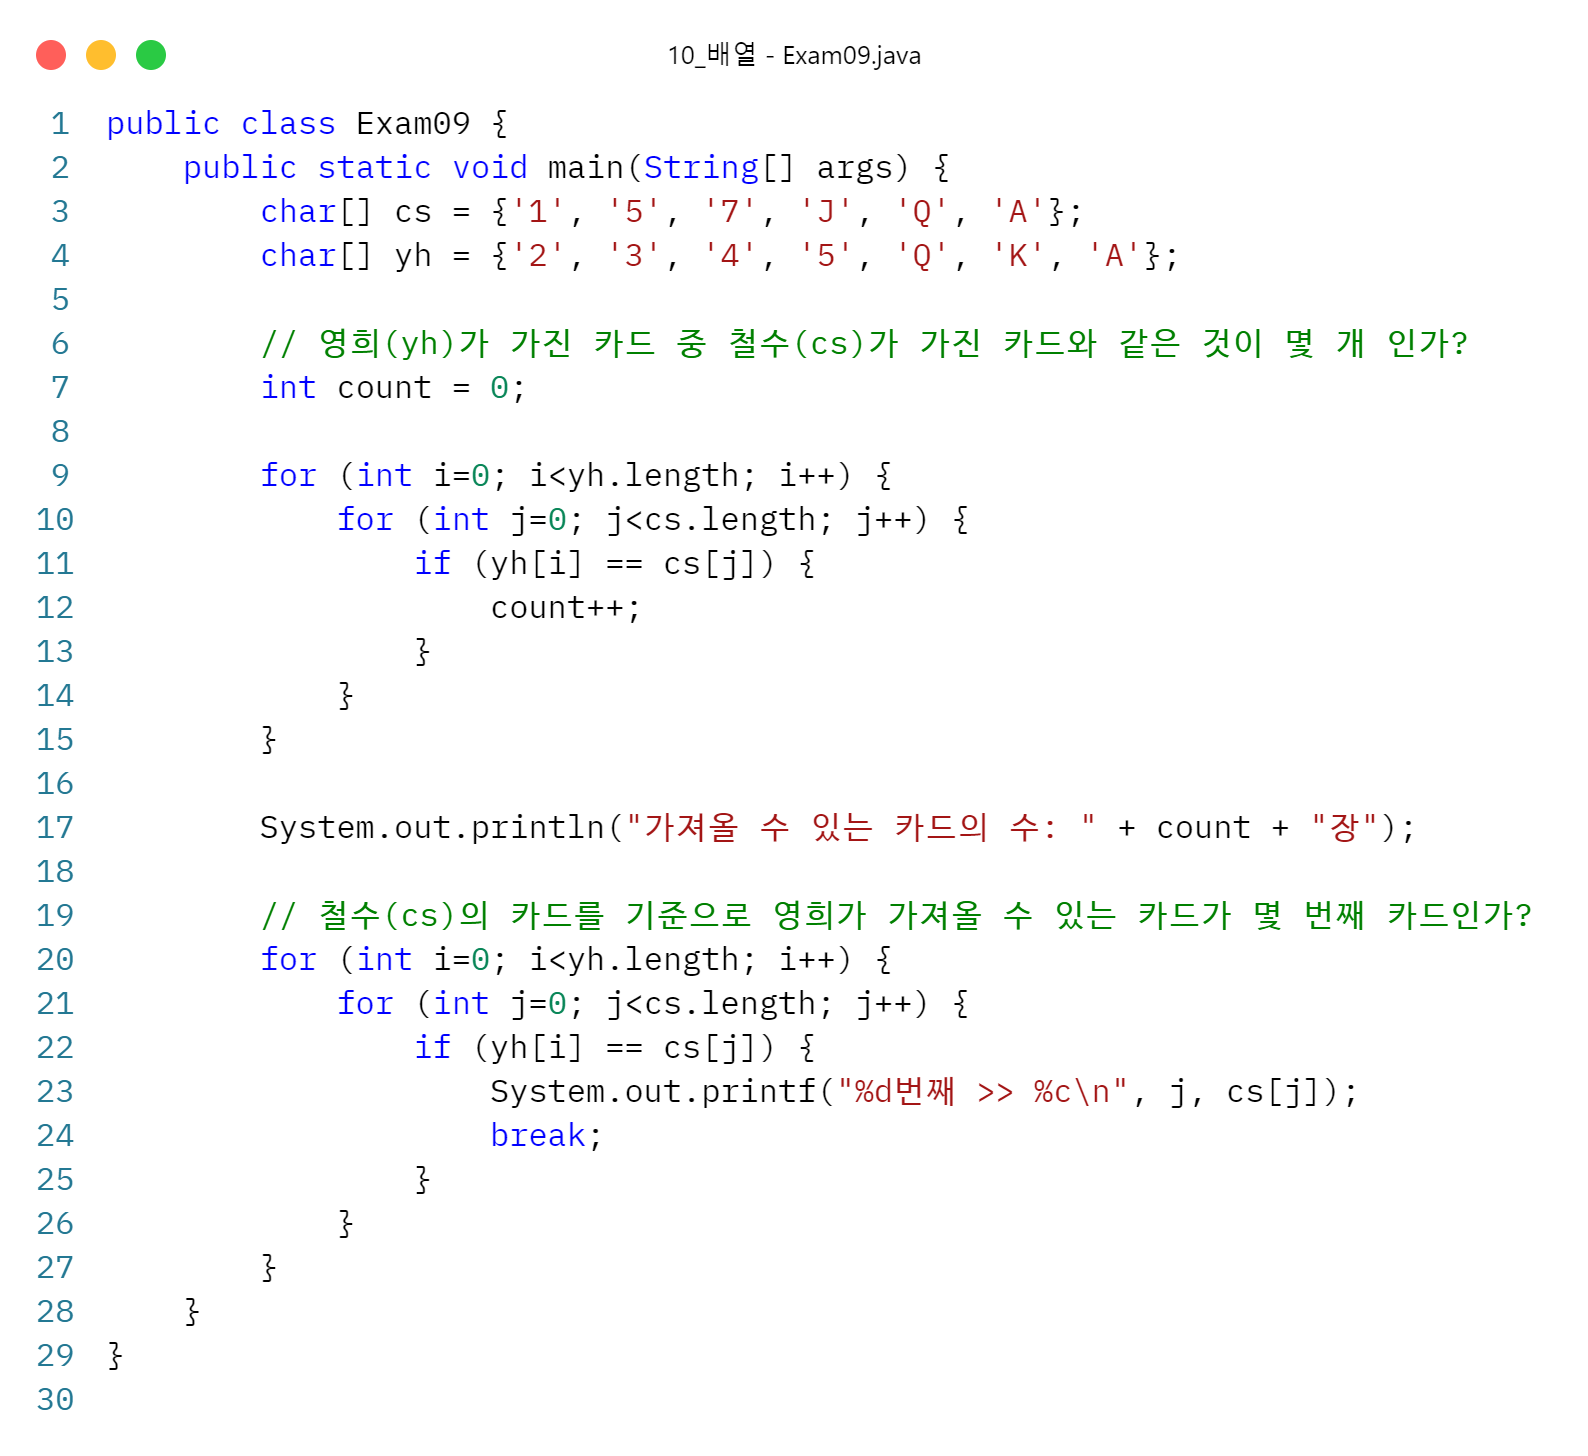 10_배열 - Exam09.java
1 public class Exam09 {
2     public static void main(String[] args) {
3         char[] cs = {'1', '5', '7', 'J', 'Q', 'A'};
4         char[] yh = {'2', '3', '4', '5', 'Q', 'K', 'A'};
5
6         // 영희(yh)가 가진 카드 중 철수(cs)가 가진 카드와 같은 것이 몇 개 인가?
7         int count = 0;
8
9         for (int i=0; i<yh.length; i++) {
10             for (int j=0; j<cs.length; j++) {
11                 if (yh[i] == cs[j]) {
12                     count++;
13                 }
14             }
15         }
16
17         System.out.println("가져올 수 있는 카드의 수: " + count + "장");
18
19         // 철수(cs)의 카드를 기준으로 영희가 가져올 수 있는 카드가 몇 번째 카드인가?
20         for (int i=0; i<yh.length; i++) {
21             for (int j=0; j<cs.length; j++) {
22                 if (yh[i] == cs[j]) {
23                     System.out.printf("%d번째 >> %c\n", j, cs[j]);
24                     break;
25                 }
26             }
27         }
28     }
29 }
30